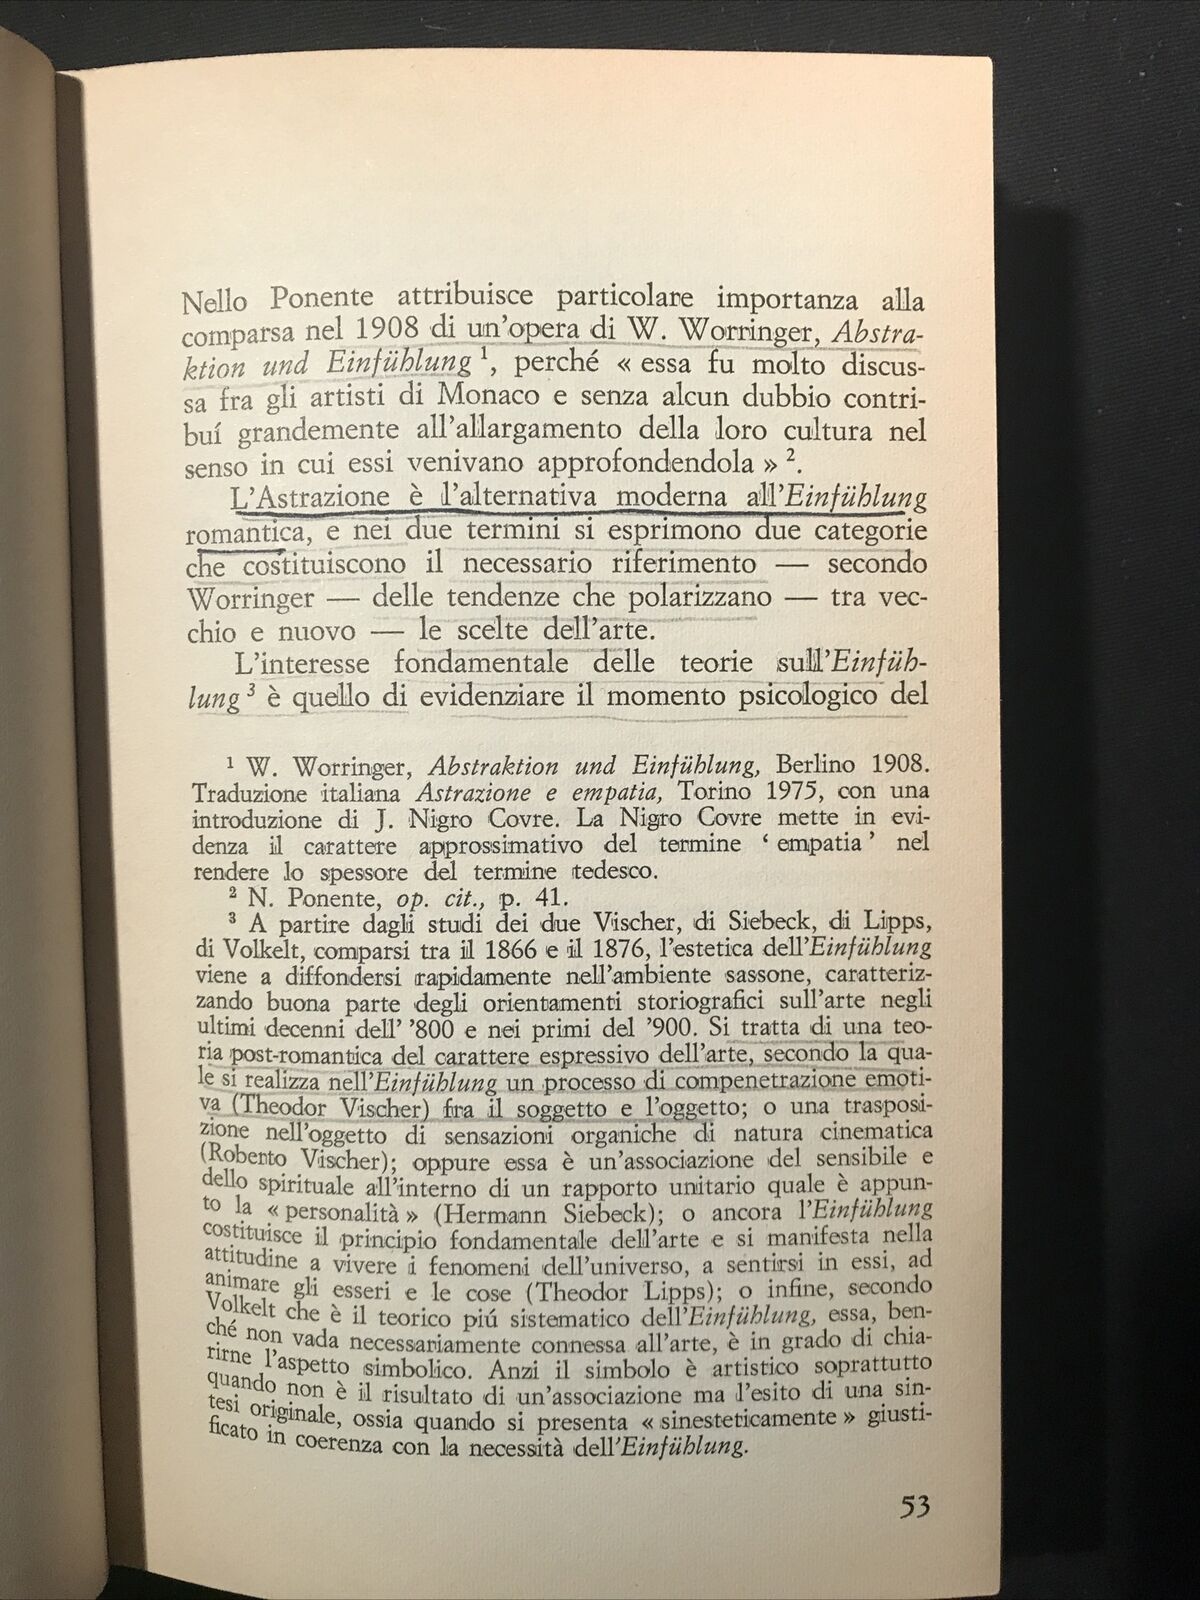 Nello Ponente attribuisce particolare importanza alla
comparsa nel 1908 di un'opera di W. Worringer, Abstra-
ktion und Einfühlung ¹, perché « essa fu molto discus-
sa fra gli artisti di Monaco e senza alcun dubbio contri-
buí grandemente all'allargamento della loro cultura nel
senso in cui essi venivano approfondendola » ².
L'Astrazione è l'alternativa moderna all'Einfühlung
romantica, e nei due termini si esprimono due categorie
che costituiscono il necessario riferimento — secondo
Worringer — delle tendenze che polarizzano — tra vec-
chio e nuovo — le scelte dell'arte.
L'interesse fondamentale delle teorie sull'Einfüh-
lung ³ è quello di evidenziare il momento psicologico del
¹ W. Worringer, Abstraktion und Einfühlung, Berlino 1908.
Traduzione italiana Astrazione e empatia, Torino 1975, con una
introduzione di J. Nigro Covre. La Nigro Covre mette in evi-
denza il carattere approssimativo del termine ‘ empatia ’ nel
rendere lo spessore del termine tedesco.
² N. Ponente, op. cit., p. 41.
³ A partire dagli studi dei due Vischer, di Siebeck, di Lipps,
di Volkelt, comparsi tra il 1866 e il 1876, l'estetica dell'Einfühlung
viene a diffondersi rapidamente nell'ambiente sassone, caratteriz-
zando buona parte degli orientamenti storiografici sull'arte negli
ultimi decenni dell' '800 e nei primi del '900. Si tratta di una teo-
ria post-romantica del carattere espressivo dell'arte, secondo la qua-
le si realizza nell'Einfühlung un processo di compenetrazione emoti-
va (Theodor Vischer) fra il soggetto e l'oggetto; o una trasposi-
zione nell'oggetto di sensazioni organiche di natura cinematica
(Roberto Vischer); oppure essa è un'associazione del sensibile e
dello spirituale all'interno di un rapporto unitario quale è appun-
to la « personalità » (Hermann Siebeck); o ancora l'Einfühlung
costituisce il principio fondamentale dell'arte e si manifesta nella
attitudine a vivere i fenomeni dell'universo, a sentirsi in essi, ad
animare gli esseri e le cose (Theodor Lipps); o infine, secondo
Volkelt che è il teorico piú sistematico dell'Einfühlung, essa, ben-
ché non vada necessariamente connessa all'arte, è in grado di chia-
rirne l'aspetto simbolico. Anzi il simbolo è artistico soprattutto
quando non è il risultato di un'associazione ma l'esito di una sin-
tesi originale, ossia quando si presenta « sinesteticamente » giusti-
ficato in coerenza con la necessità dell'Einfühlung.
53